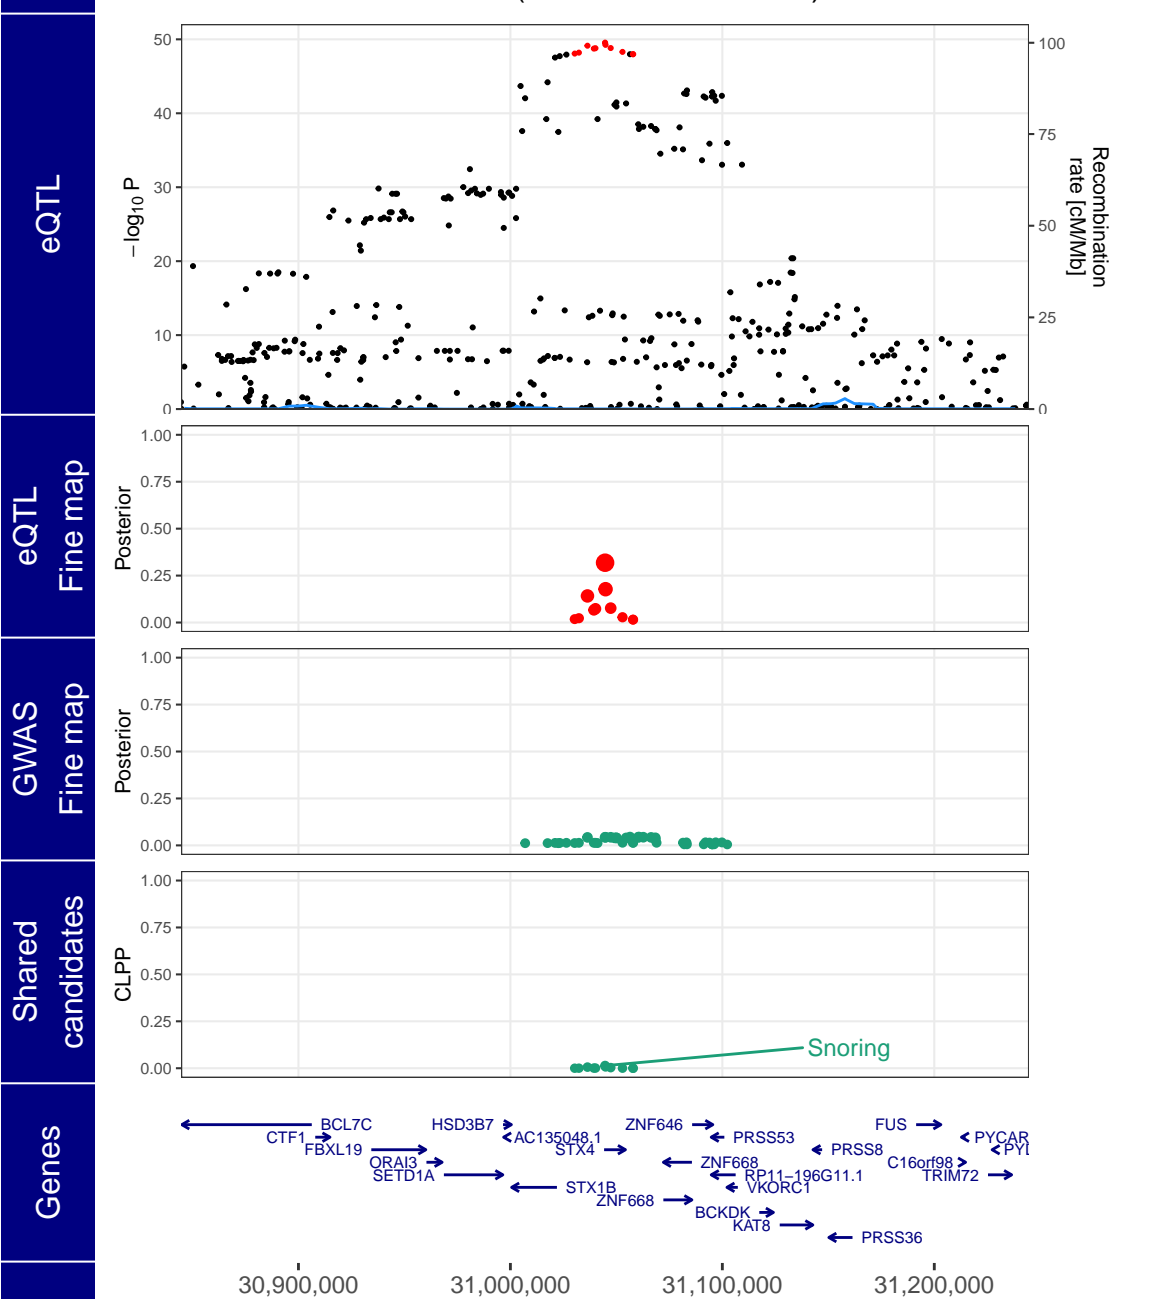 eQTL
50
40
30
20
10
0
−log10 P
100
75
50
25
0
Recombination
rate [cM/Mb]
eQTL
Fine map
Posterior
1.00
0.75
0.50
0.25
0.00
GWAS
Fine map
Posterior
1.00
0.75
0.50
0.25
0.00
Shared
candidates
CLPP
1.00
0.75
0.50
0.25
0.00
Snoring
Genes
BCL7C HSD3B7 ZNF646 FUS
CTF1 AC135048.1 PRSS53 PYCAR
FBXL19 STX4 PRSS8 PYL
ORAI3 ZNF668 C16orf98
SETD1A RP11−196G11.1 TRIM72
STX1B VKORC1
ZNF668
BCKDK
KAT8
PRSS36
30,900,000 31,000,000 31,100,000 31,200,000